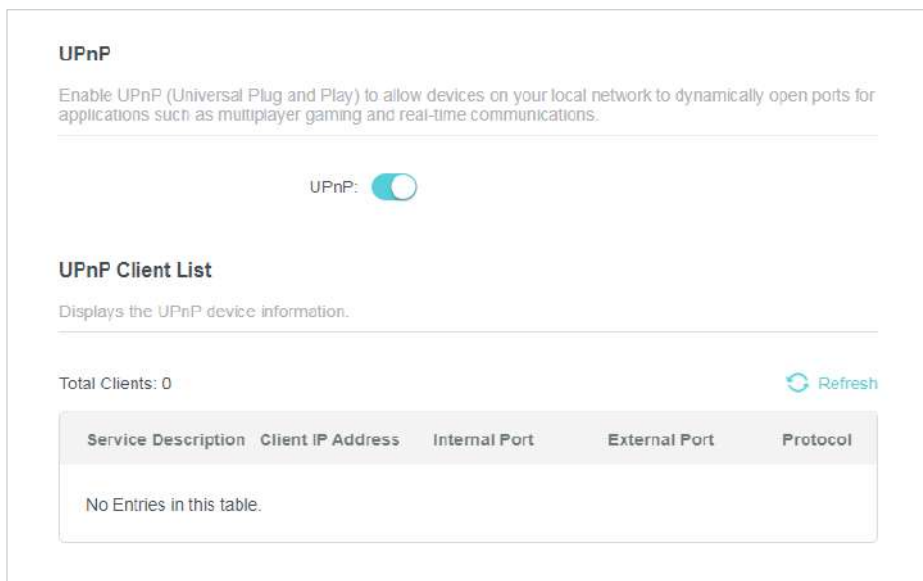 UPnP
Enable UPnP (Universal Plug and Play) to allow devices on your local network to dynamically open ports for
applications such as multiplayer gaming and real-time communications.
UPnP:
UPnP Client List
Displays the UPnP device information.
Total Clients: 0
Refresh
Service Description Client IP Address Internal Port External Port Protocol
No Entries in this table.